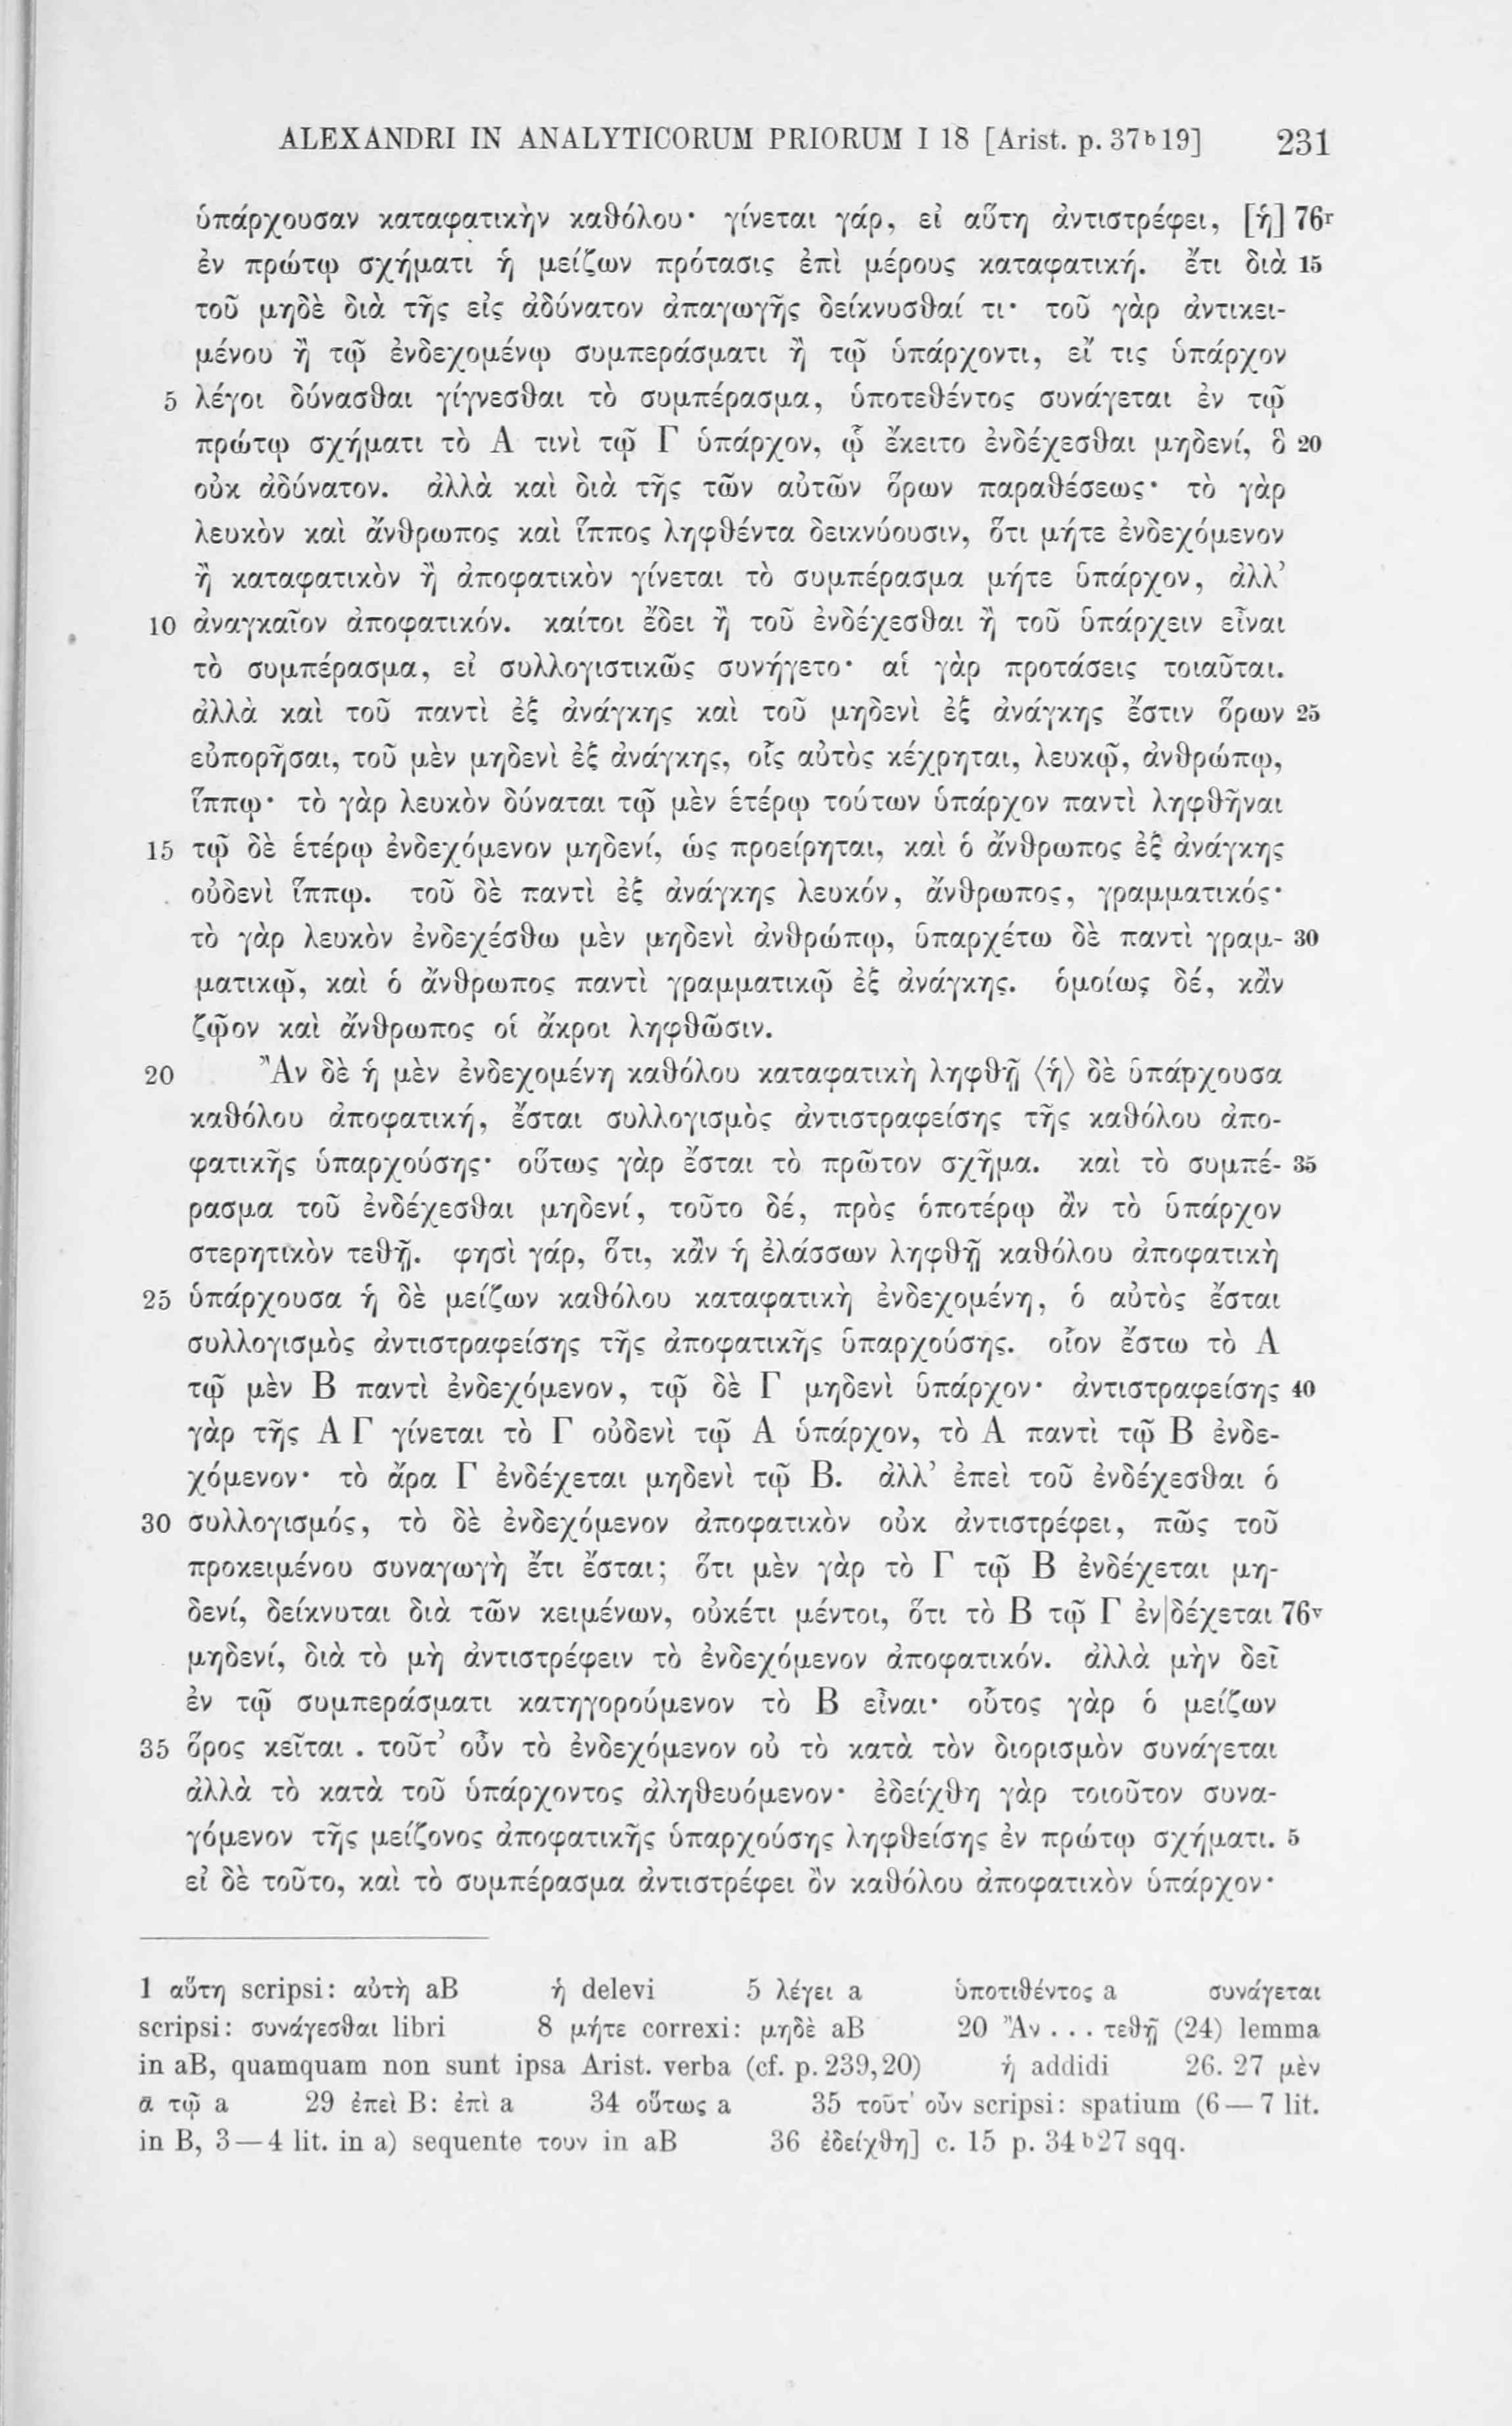 ALEXANDRI IN ANALYTICORUM PRIORUM I 18 [Arist. p. 37b19] 231
ὑπάρχουσαν καταφατικὴν καθόλου· γίνεται γάρ, εἰ αὕτη ἀντιστρέφει, [ἡ] 76r
ἐν πρώτῳ σχήματι ἡ μείζων πρότασις ἐπὶ μέρους καταφατική. ἔτι διὰ 15
τοῦ μηδὲ διὰ τῆς εἰς ἀδύνατον ἀπαγωγῆς δείκνυσθαί τι· τοῦ γὰρ ἀντικει-
μένου ἢ τῷ ἐνδεχομένῳ συμπεράσματι ἢ τῷ ὑπάρχοντι, εἴ τις ὑπάρχον
5 λέγοι δύνασθαι γίγνεσθαι τὸ συμπέρασμα, ὑποτεθέντος συνάγεται ἐν τῷ
πρώτῳ σχήματι τὸ Α τινὶ τῷ Γ ὑπάρχον, ᾧ ἔκειτο ἐνδέχεσθαι μηδενί, ὃ 20
οὐκ ἀδύνατον. ἀλλὰ καὶ διὰ τῆς τῶν αὐτῶν ὅρων παραθέσεως· τὸ γὰρ
λευκὸν καὶ ἄνθρωπος καὶ ἵππος ληφθέντα δεικνύουσιν, ὅτι μήτε ἐνδεχόμενον
ἢ καταφατικὸν ἢ ἀποφατικὸν γίνεται τὸ συμπέρασμα μήτε ὑπάρχον, ἀλλ’
10 ἀναγκαῖον ἀποφατικόν. καίτοι ἔδει ἢ τοῦ ἐνδέχεσθαι ἢ τοῦ ὑπάρχειν εἶναι
τὸ συμπέρασμα, εἰ συλλογιστικῶς συνήγετο· αἱ γὰρ προτάσεις τοιαῦται.
ἀλλὰ καὶ τοῦ παντὶ ἐξ ἀνάγκης καὶ τοῦ μηδενὶ ἐξ ἀνάγκης ἔστιν ὅρων 25
εὐπορῆσαι, τοῦ μὲν μηδενὶ ἐξ ἀνάγκης, οἷς αὐτὸς κέχρηται, λευκῷ, ἀνθρώπῳ,
ἵππῳ· τὸ γὰρ λευκὸν δύναται τῷ μὲν ἑτέρῳ τούτων ὑπάρχον παντὶ ληφθῆναι
15 τῷ δὲ ἑτέρῳ ἐνδεχόμενον μηδενί, ὡς προείρηται, καὶ ὁ ἄνθρωπος ἐξ ἀνάγκης
οὐδενὶ ἵππῳ. τοῦ δὲ παντὶ ἐξ ἀνάγκης λευκόν, ἄνθρωπος, γραμματικός·
τὸ γὰρ λευκὸν ἐνδεχέσθω μὲν μηδενὶ ἀνθρώπῳ, ὑπαρχέτω δὲ παντὶ γραμ- 30
ματικῷ, καὶ ὁ ἄνθρωπος παντὶ γραμματικῷ ἐξ ἀνάγκης. ὁμοίως δέ, κἂν
ζῷον καὶ ἄνθρωπος οἱ ἄκροι ληφθῶσιν.
20 Ἂν δὲ ἡ μὲν ἐνδεχομένη καθόλου καταφατικὴ ληφθῇ ⟨ἡ⟩ δὲ ὑπάρχουσα
καθόλου ἀποφατική, ἔσται συλλογισμὸς ἀντιστραφείσης τῆς καθόλου ἀπο-
φατικῆς ὑπαρχούσης· οὕτως γὰρ ἔσται τὸ πρῶτον σχῆμα. καὶ τὸ συμπέ- 35
ρασμα τοῦ ἐνδέχεσθαι μηδενί, τοῦτο δέ, πρὸς ὁποτέρῳ ἂν τὸ ὑπάρχον
στερητικὸν τεθῇ. φησὶ γάρ, ὅτι, κἂν ἡ ἐλάσσων ληφθῇ καθόλου ἀποφατικὴ
25 ὑπάρχουσα ἡ δὲ μείζων καθόλου καταφατικὴ ἐνδεχομένη, ὁ αὐτὸς ἔσται
συλλογισμὸς ἀντιστραφείσης τῆς ἀποφατικῆς ὑπαρχούσης. οἷον ἔστω τὸ Α
τῷ μὲν Β παντὶ ἐνδεχόμενον, τῷ δὲ Γ μηδενὶ ὑπάρχον· ἀντιστραφείσης 40
γὰρ τῆς Α Γ γίνεται τὸ Γ οὐδενὶ τῷ Α ὑπάρχον, τὸ Α παντὶ τῷ Β ἐνδε-
χόμενον· τὸ ἄρα Γ ἐνδέχεται μηδενὶ τῷ Β. ἀλλ’ ἐπεὶ τοῦ ἐνδέχεσθαι ὁ
30 συλλογισμός, τὸ δὲ ἐνδεχόμενον ἀποφατικὸν οὐκ ἀντιστρέφει, πῶς τοῦ
προκειμένου συναγωγὴ ἔτι ἔσται; ὅτι μὲν γὰρ τὸ Γ τῷ Β ἐνδέχεται μη-
δενί, δείκνυται διὰ τῶν κειμένων, οὐκέτι μέντοι, ὅτι τὸ Β τῷ Γ ἐν|δέχεται 76v
μηδενί, διὰ τὸ μὴ ἀντιστρέφειν τὸ ἐνδεχόμενον ἀποφατικόν. ἀλλὰ μὴν δεῖ
ἐν τῷ συμπεράσματι κατηγορούμενον τὸ Β εἶναι· οὗτος γὰρ ὁ μείζων
35 ὅρος κεῖται . τοῦτ’ οὖν τὸ ἐνδεχόμενον οὐ τὸ κατὰ τὸν διορισμὸν συνάγεται
ἀλλὰ τὸ κατὰ τοῦ ὑπάρχοντος ἀληθευόμενον· ἐδείχθη γὰρ τοιοῦτον συνα-
γόμενον τῆς μείζονος ἀποφατικῆς ὑπαρχούσης ληφθείσης ἐν πρώτῳ σχήματι. 5
εἰ δὲ τοῦτο, καὶ τὸ συμπέρασμα ἀντιστρέφει ὂν καθόλου ἀποφατικὸν ὑπάρχον·
1 αὕτη scripsi: αὐτὴ aB ἡ delevi 5 λέγει a ὑποτιθέντος a συνάγεται
scripsi: συνάγεσθαι libri 8 μήτε correxi: μηδὲ aB 20 Ἂν . . . τεθῇ (24) lemma
in aB, quamquam non sunt ipsa Arist. verba (cf. p. 239,20) ἡ addidi 26. 27 μὲν
α τῷ a 29 ἐπεὶ B: ἐπὶ a 34 οὕτως a 35 τοῦτ’ οὖν scripsi: spatium (6—7 lit.
in B, 3—4 lit. in a) sequente τουν in aB 36 ἐδείχθη] c. 15 p. 34b27 sqq.